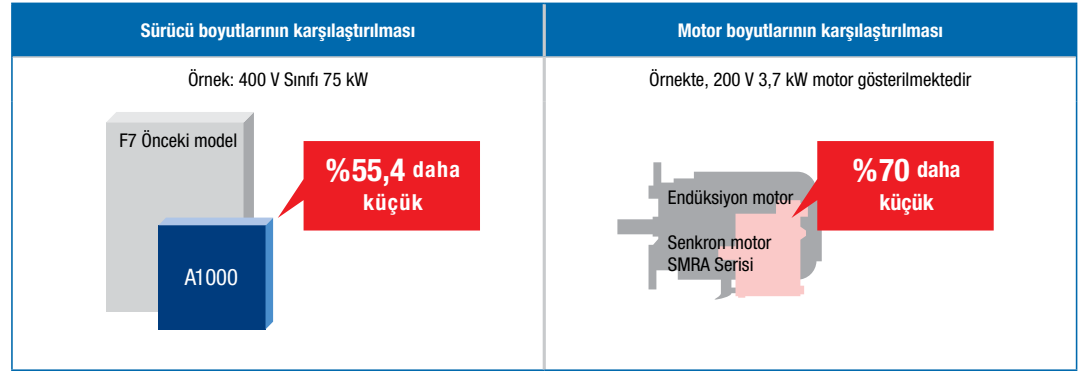 Sürücü boyutlarının karşılaştırılması
Örnek: 400 V Sınıfı 75 kW
F7 Önceki model
%55,4 daha
küçük
A1000
Motor boyutlarının karşılaştırılması
Örnekte, 200 V 3,7 kW motor gösterilmektedir
%70 daha
küçük
Endüksiyon motor
Senkron motor
SMRA Serisi